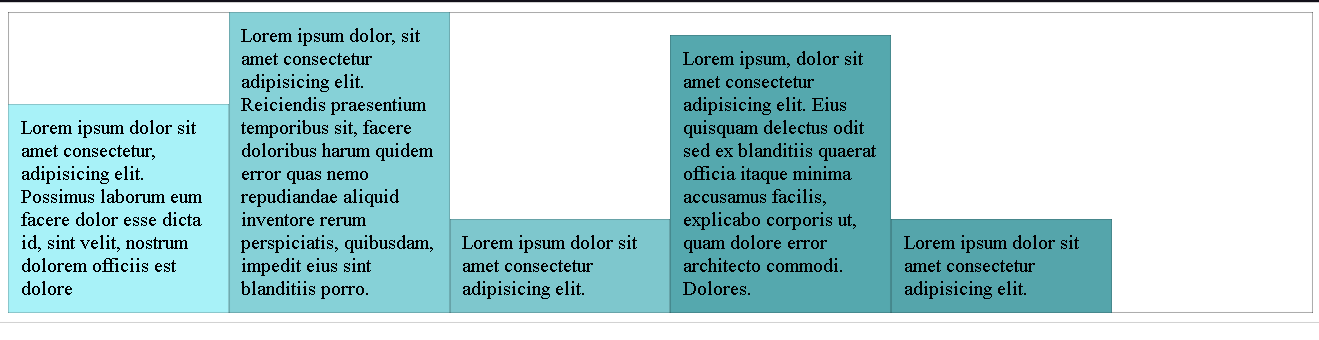 Lorem ipsum dolor sit
amet consectetur,
adipisicing elit.
Possimus laborum eum
facere dolor esse dicta
id, sint velit, nostrum
dolorem officiis est
dolore
Lorem ipsum dolor, sit
amet consectetur
adipisicing elit.
Reiciendis praesentium
temporibus sit, facere
doloribus harum quidem
error quas nemo
repudiandae aliquid
inventore rerum
perspiciatis, quibusdam,
impedit eius sint
blanditiis porro.
Lorem ipsum dolor sit
amet consectetur
adipisicing elit.
Lorem ipsum, dolor sit
amet consectetur
adipisicing elit. Eius
quisquam delectus odit
sed ex blanditiis quaerat
officia itaque minima
accusamus facilis,
explicabo corporis ut,
quam dolore error
architecto commodi.
Dolores.
Lorem ipsum dolor sit
amet consectetur
adipisicing elit.